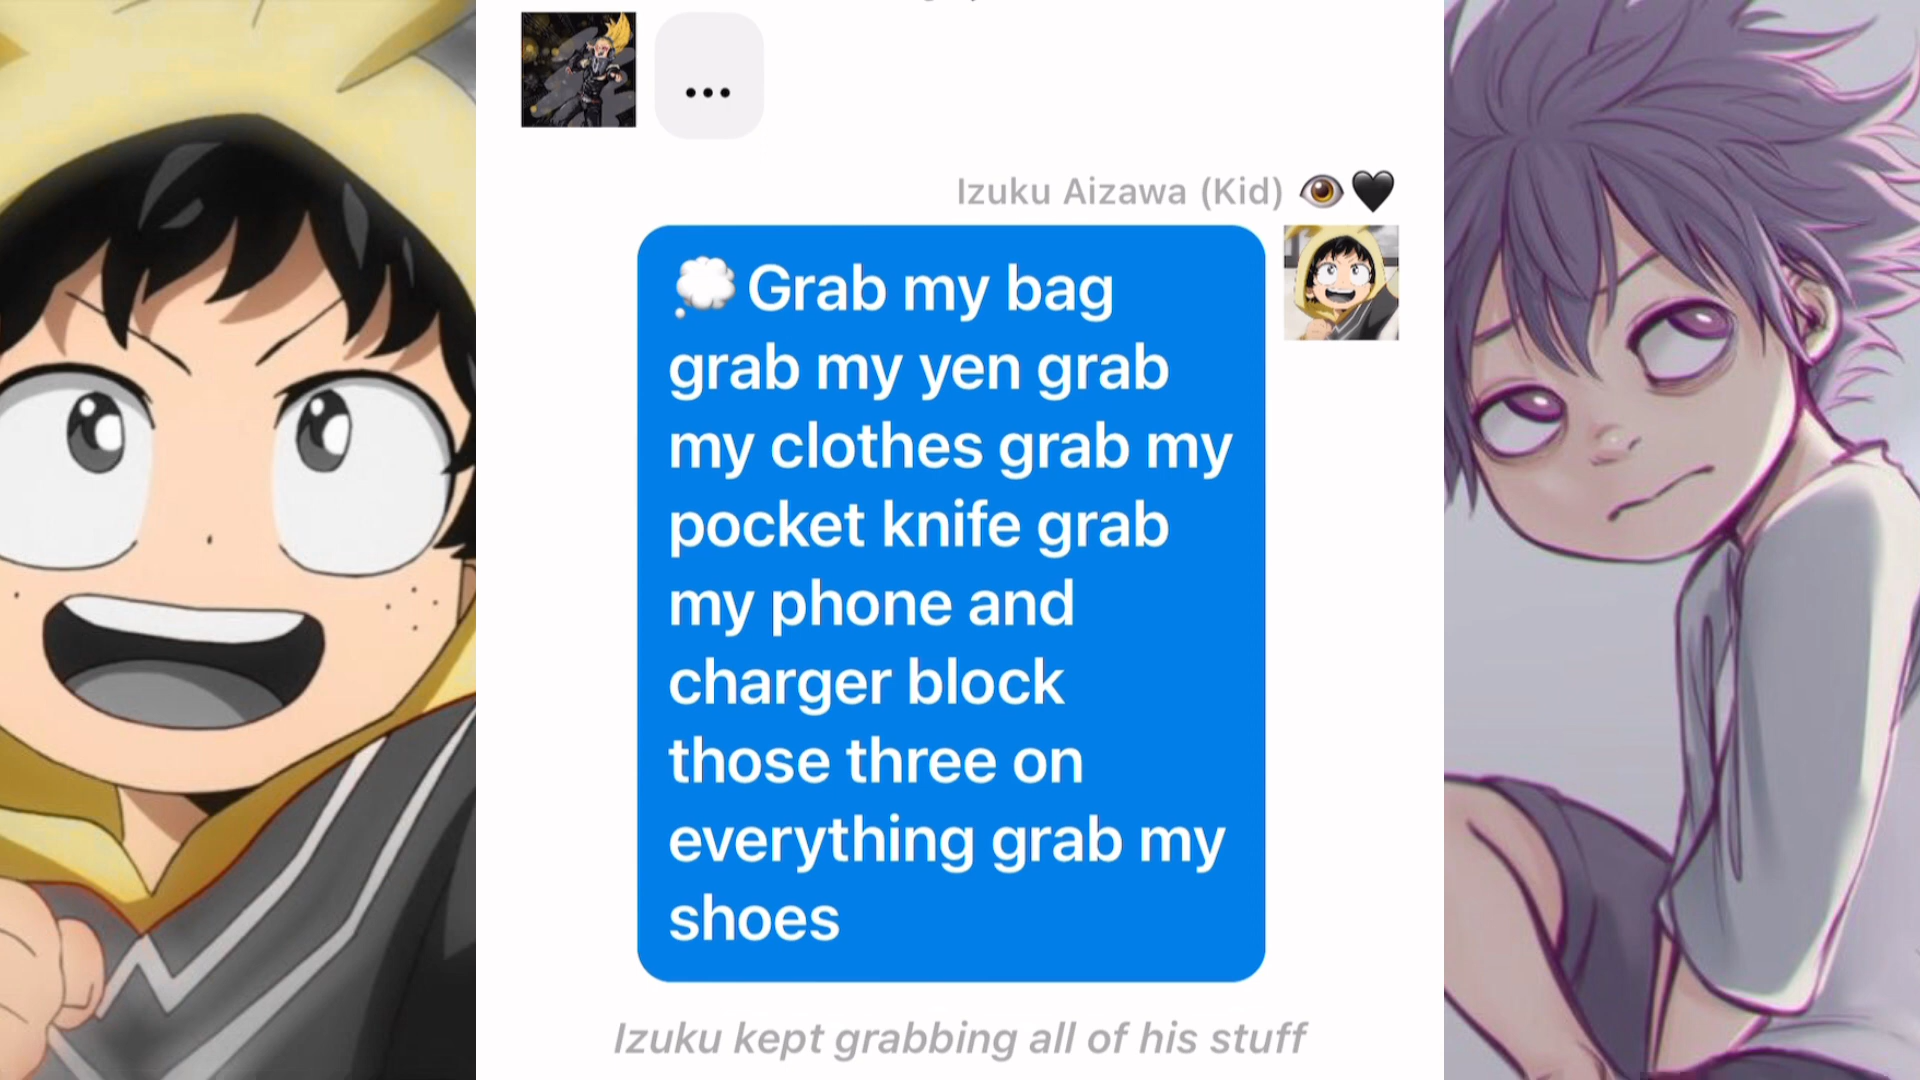 ...
Izuku Aizawa (Kid) 👁️🖤
💭 Grab my bag
grab my yen grab
my clothes grab my
pocket knife grab
my phone and
charger block
those three on
everything grab my
shoes
Izuku kept grabbing all of his stuff